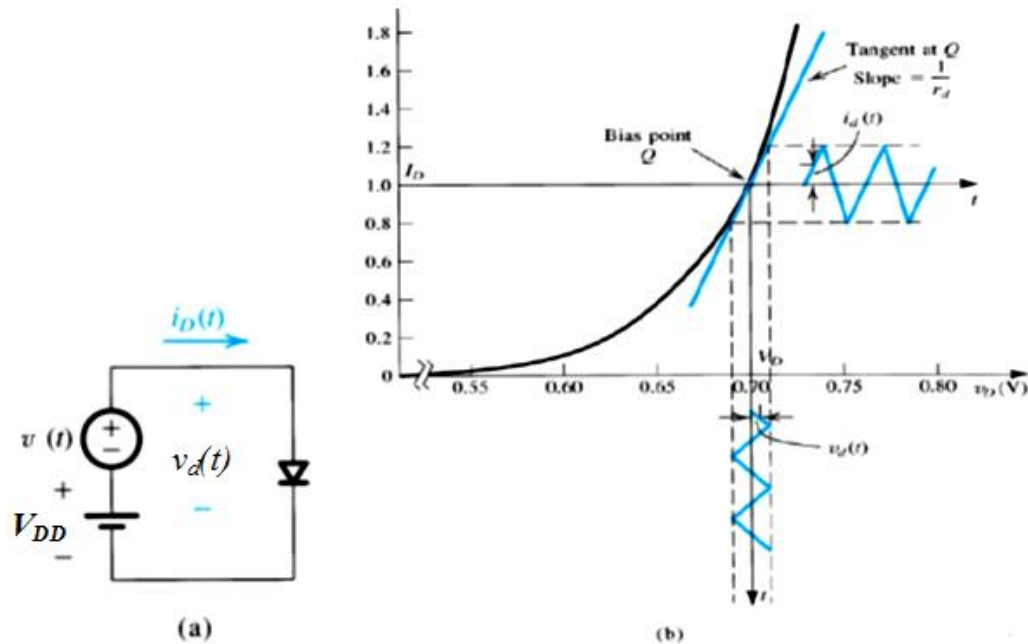 i_D(t)
+
v (t)
+
−
v_d(t)
+
V_DD
−
−
(a)
1.8
1.6
1.4
1.2
I_D
1.0
0.8
0.6
0.4
0.2
0
Tangent at Q
Slope = 1/r_d
i_d(t)
Bias point
Q
t
V_D
0.55
0.60
0.65
0.70
0.75
0.80
v_D(V)
v_d(t)
t
(b)